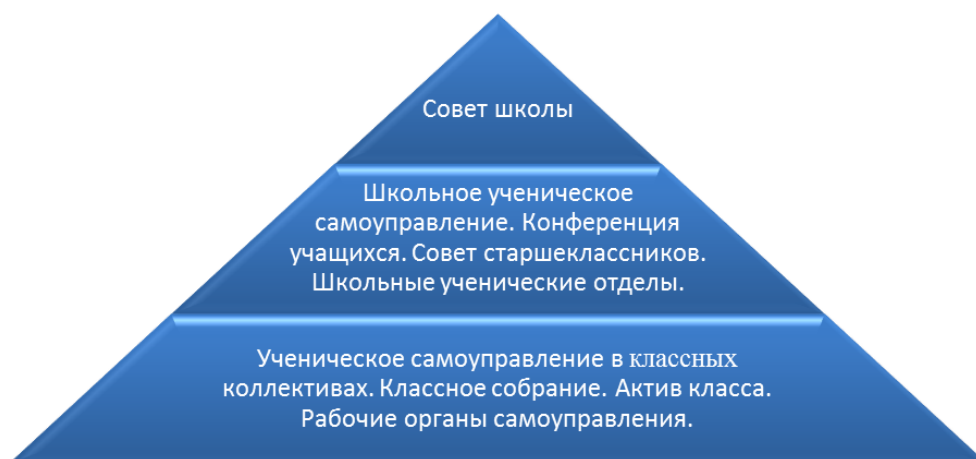 Совет школы
Школьное ученическое
самоуправление. Конференция
учащихся. Совет старшеклассников.
Школьные ученические отделы.
Ученическое самоуправление в классных
коллективах. Классное собрание. Актив класса.
Рабочие органы самоуправления.